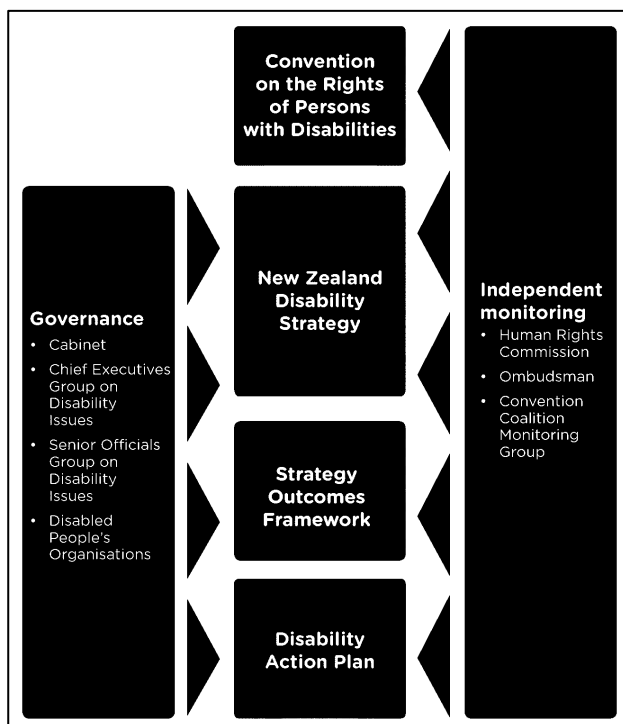 Convention
on the Rights
of Persons
with Disabilities
Governance
• Cabinet
• Chief Executives
Group on
Disability
Issues
• Senior Officials
Group on
Disability
Issues
• Disabled
People's
Organisations
New Zealand
Disability
Strategy
Strategy
Outcomes
Framework
Disability
Action Plan
Independent
monitoring
• Human Rights
Commission
• Ombudsman
• Convention
Coalition
Monitoring
Group